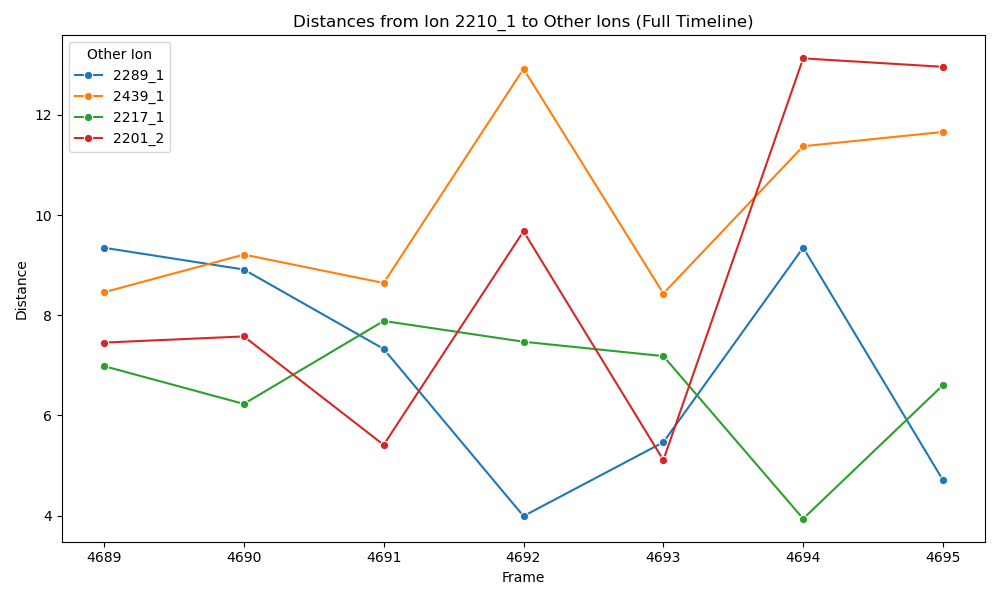 Distances from Ion 2210_1 to Other Ions (Full Timeline)
Other Ion
2289_1
2439_1
2217_1
2201_2
Distance
12
10
8
6
4
4689 4690 4691 4692 4693 4694 4695
Frame